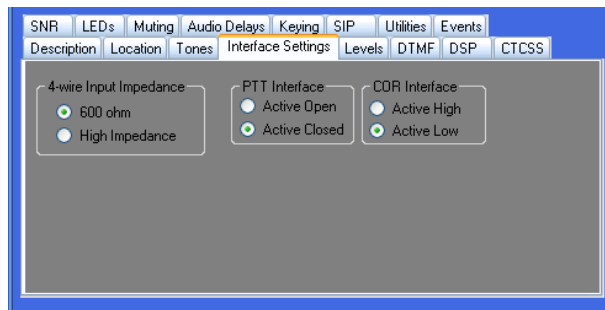 SNR LEDs Muting Audio Delays Keying SIP Utilities Events
Description Location Tones Interface Settings Levels DTMF DSP CTCSS
4-wire Input Impedance PTT Interface COR Interface
600 ohm Active Open Active High
High Impedance Active Closed Active Low